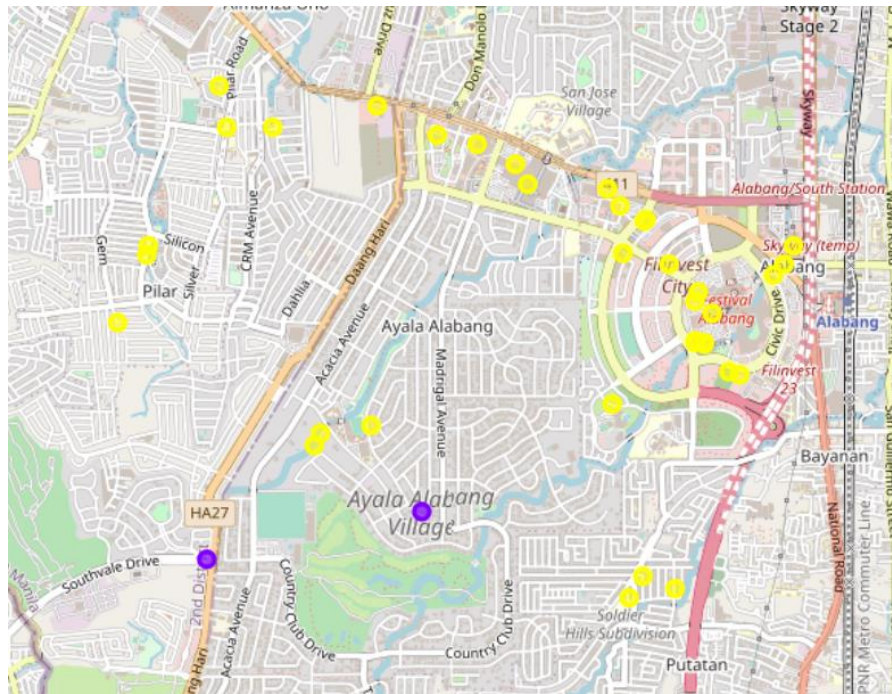 Skyway
Stage 2
Pilar Road
Don Manolo
San Jose
Village
Skyway
411
Alabang/South Station
Gem
Silicon
CRM Avenue
Daang Hari
Silver
Pilar
Dahlia
Acacia Avenue
Ayala Alabang
Madrigal Avenue
Filinvest
City
Festival
Alabang
Skyway (temp)
Alabang
Civic Drive
Alabang
Filinvest
23
Bayanan
HA27
Ayala Alabang
Village
Southvale Drive
2nd District
Manila
Acacia Avenue
Country Club Drive
Country Club Drive
Soldier
Hills Subdivision
Putatan
National Road
PNR Metro Commuter Line